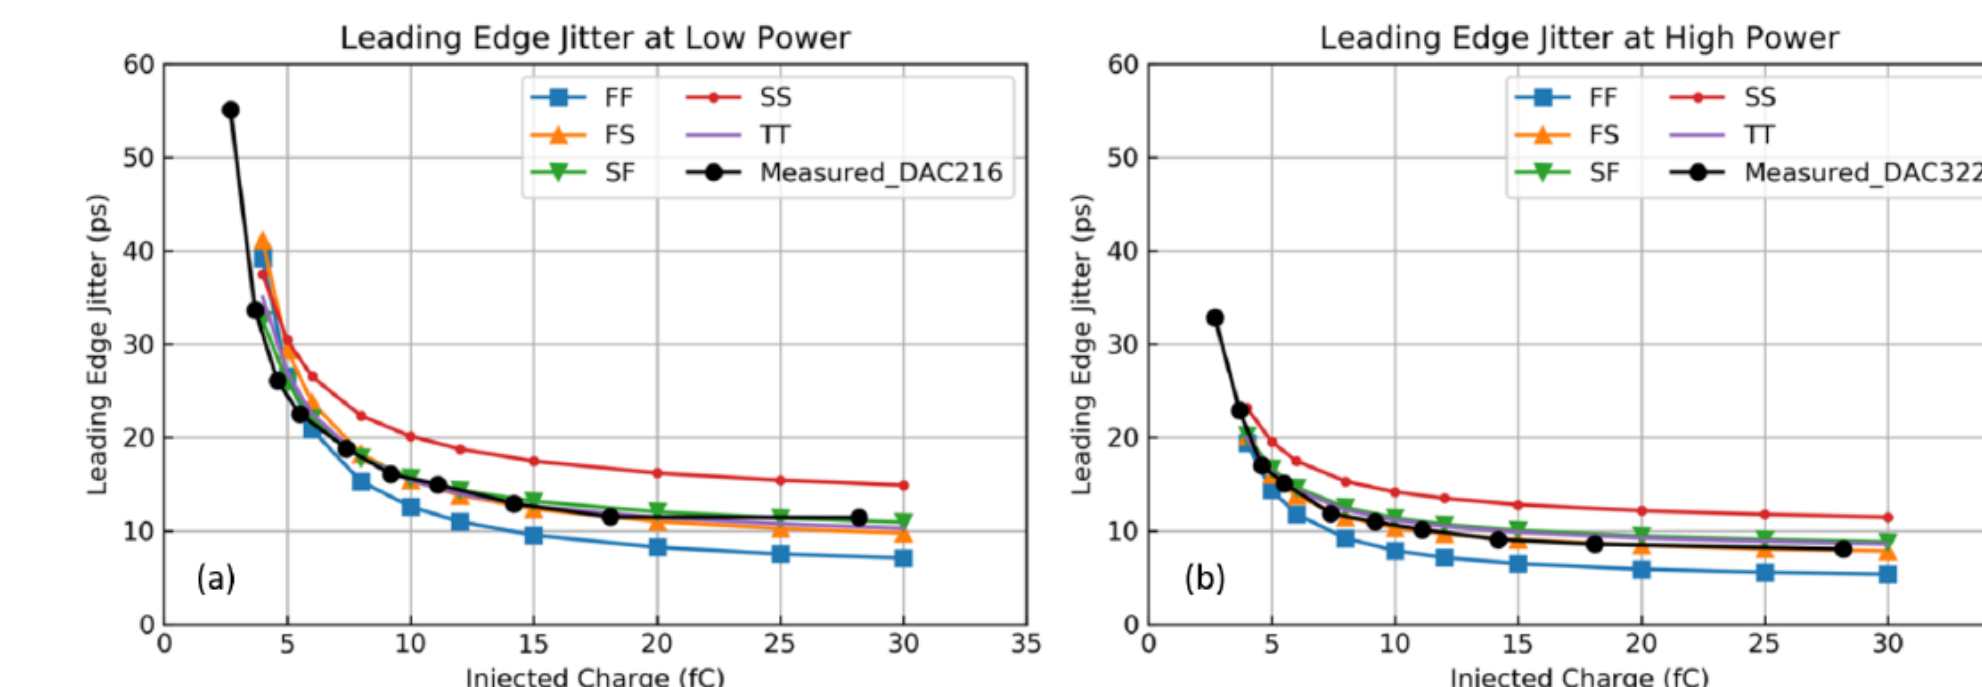 Leading Edge Jitter at Low Power
60
50
40
30
20
10
0
Leading Edge Jitter (ps)
FF
FS
SF
SS
TT
Measured_DAC216
(a)
0 5 10 15 20 25 30 35
Injected Charge (fC)
Leading Edge Jitter at High Power
60
50
40
30
20
10
0
Leading Edge Jitter (ps)
FF
FS
SF
SS
TT
Measured_DAC322
(b)
0 5 10 15 20 25 30
Injected Charge (fC)